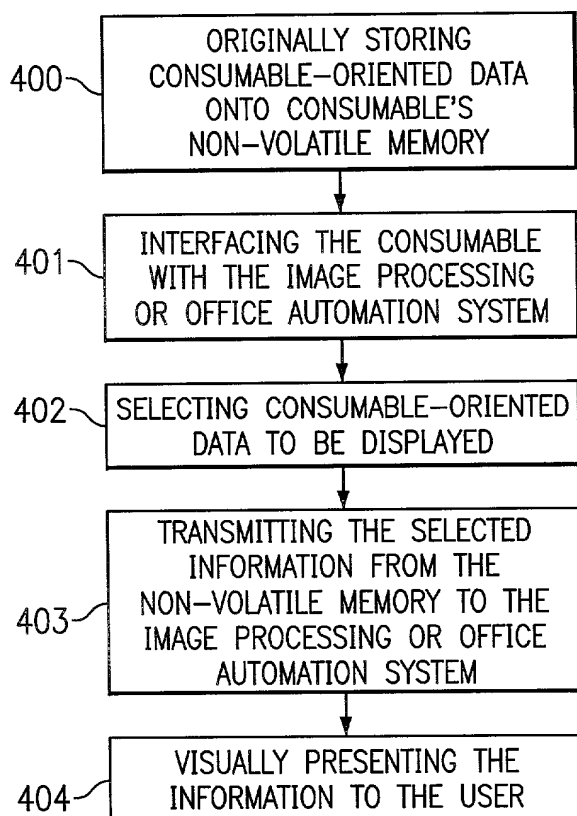 400
ORIGINALLY STORING
CONSUMABLE-ORIENTED DATA
ONTO CONSUMABLE'S
NON-VOLATILE MEMORY
401
INTERFACING THE CONSUMABLE
WITH THE IMAGE PROCESSING
OR OFFICE AUTOMATION SYSTEM
402
SELECTING CONSUMABLE-ORIENTED
DATA TO BE DISPLAYED
403
TRANSMITTING THE SELECTED
INFORMATION FROM THE
NON-VOLATILE MEMORY TO THE
IMAGE PROCESSING OR OFFICE
AUTOMATION SYSTEM
404
VISUALLY PRESENTING THE
INFORMATION TO THE USER